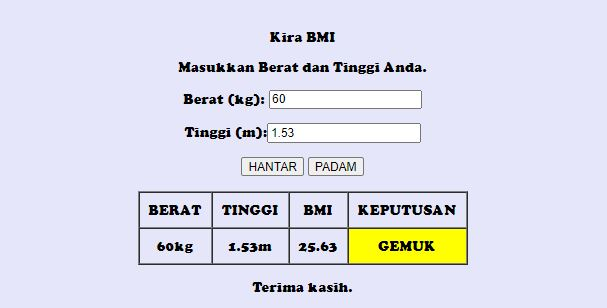 Kira BMI
Masukkan Berat dan Tinggi Anda.
Berat (kg): 60
Tinggi (m): 1.53
HANTAR PADAM
BERAT TINGGI BMI KEPUTUSAN
60kg 1.53m 25.63 GEMUK
Terima kasih.